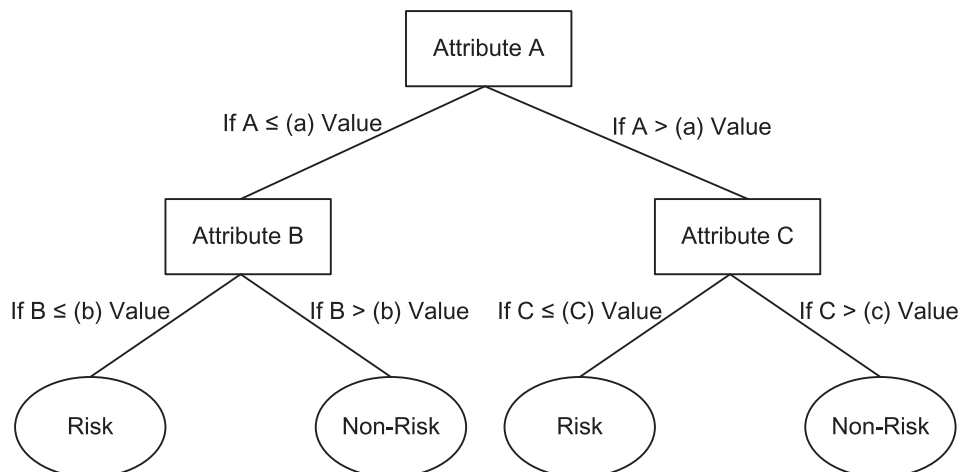 Attribute A
If A ≤ (a) Value
If A > (a) Value
Attribute B
Attribute C
If B ≤ (b) Value
If B > (b) Value
If C ≤ (C) Value
If C > (c) Value
Risk
Non-Risk
Risk
Non-Risk